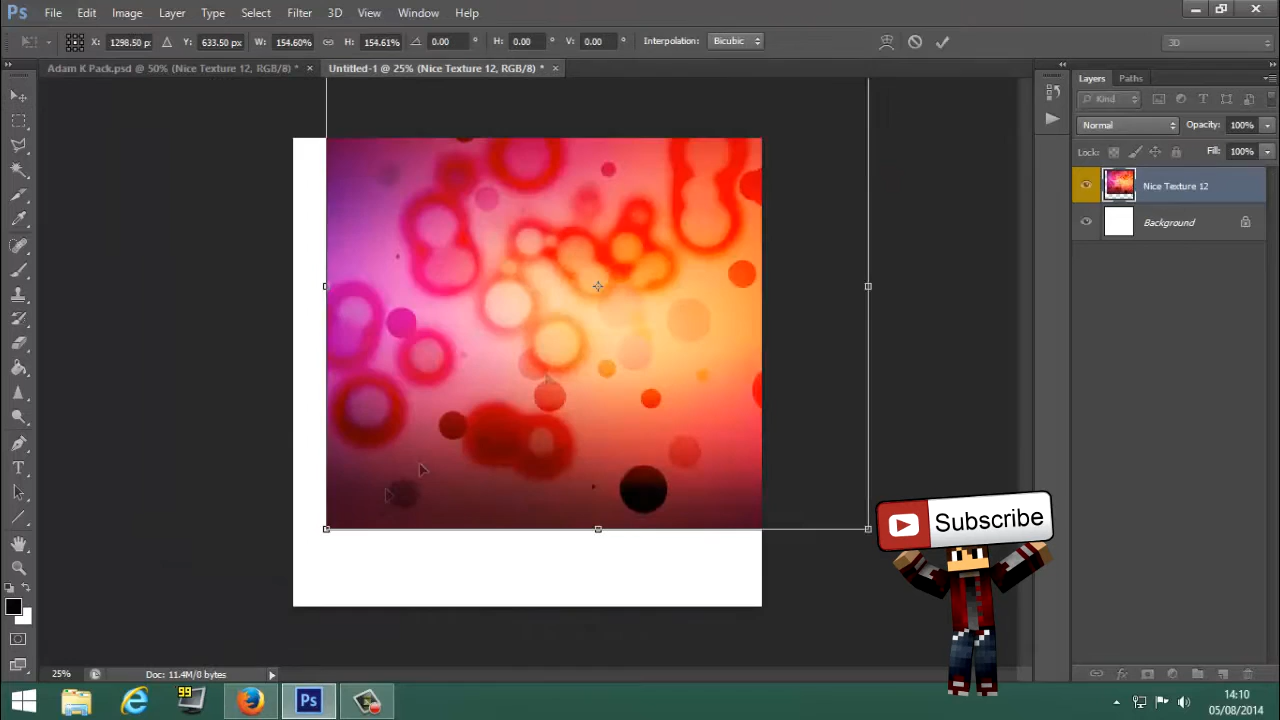 Ps File Edit Image Layer Type Select Filter 3D View Window Help
X: 1298.50 px Y: 633.50 px W: 154.60% H: 154.61% 0.00 ° H: 0.00 ° V: 0.00 ° Interpolation: Bicubic 3D
Adam K Pack.psd @ 50% (Nice Texture 12, RGB/8) * × Untitled-1 @ 25% (Nice Texture 12, RGB/8) * ×
Layers Paths
Kind
Normal Opacity: 100%
Lock: Fill: 100%
Nice Texture 12
Background
Subscribe
25% Doc: 11.4M/0 bytes
99
Ps
14:10
05/08/2014